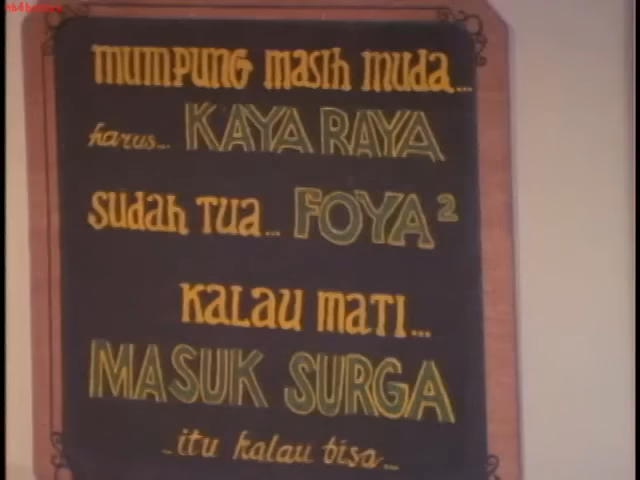 mumpung masih muda...
harus... KAYA RAYA
sudah tua... FOYA²
kalau mati...
MASUK SURGA
...itu kalau bisa...